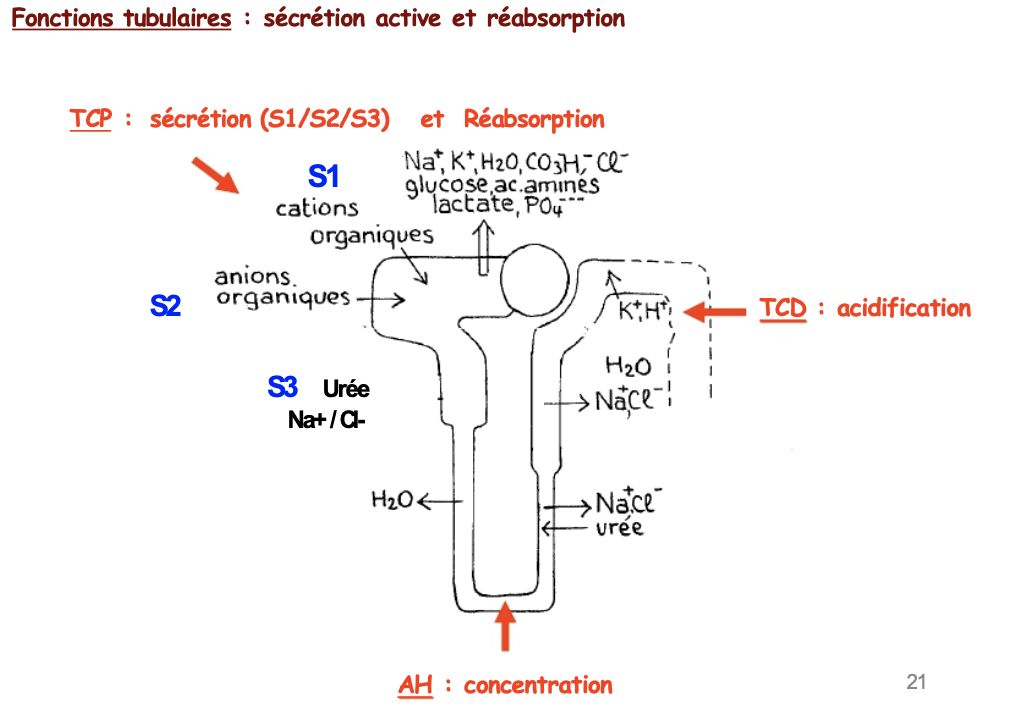 Fonctions tubulaires : sécrétion active et réabsorption
TCP : sécrétion (S1/S2/S3) et Réabsorption
S1
Na⁺, K⁺, H2O, CO3H⁻, Cl⁻
glucose, ac. amines
lactate, PO4⁻⁻⁻
cations
organiques
anions.
organiques
S2
K⁺, H⁺
TCD : acidification
H2O
Na⁺, Cl⁻
S3 Urée
Na+ / Cl-
H2O
Na⁺, Cl⁻
urée
AH : concentration
21